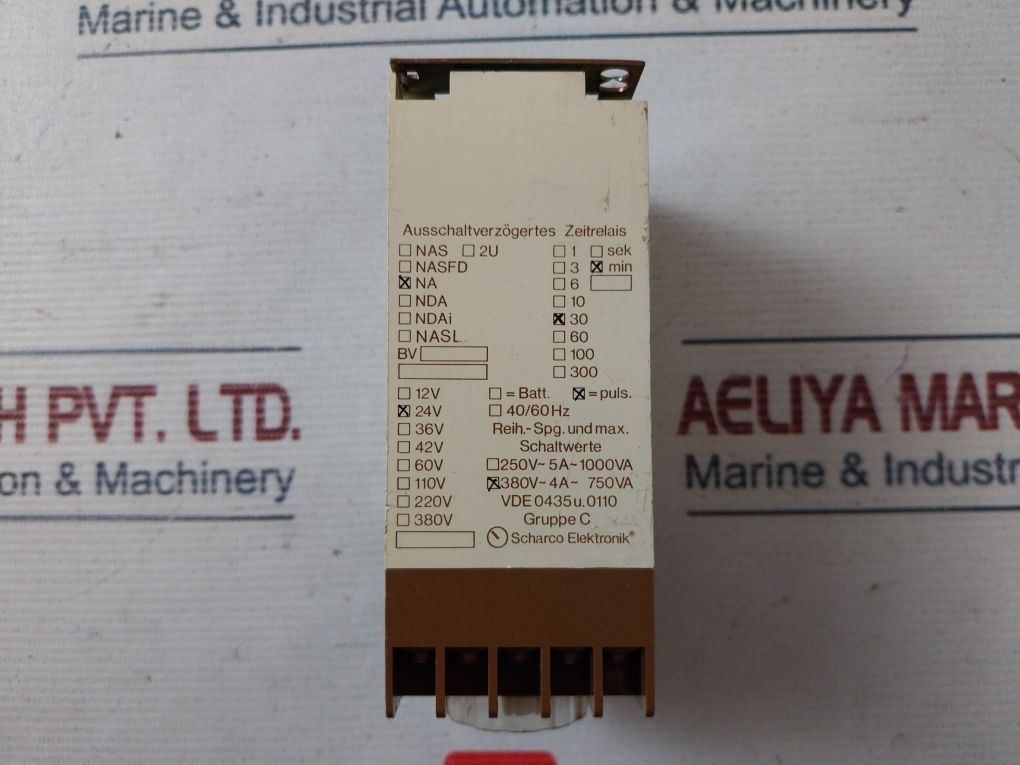 Marine & Industrial Automation & Machinery
H PVT. LTD.
on & Machinery
AELIYA MAR
Marine & Industr
Ausschaltverzögertes Zeitrelais
☐ NAS ☐ 2U ☐ 1 ☐ sek
☐ NASFD ☐ 3 ☒ min
☒ NA ☐ 6 ☐
☐ NDA ☐ 10
☐ NDAi ☒ 30
☐ NASL ☐ 60
BV ☐ 100
☐ 300
☐ 12V ☐ =Batt. ☒ =puls.
☒ 24V ☐ 40/60Hz
☐ 36V Reih.-Spg. und max.
☐ 42V Schaltwerte
☐ 60V ☐ 250V~5A~1000VA
☐ 110V ☒ 380V~4A~ 750VA
☐ 220V VDE 0435 u. 0110
☐ 380V Gruppe C
Scharco Elektronik®